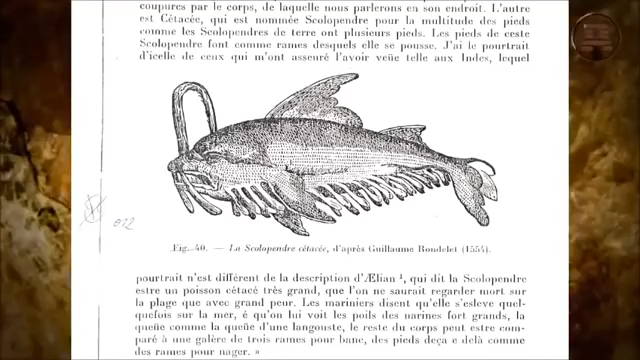 coupures par le corps, de laquelle nous parlerons en son endroit. L'autre
est Cétacée, qui est nommée Scolopendre pour la multitude des pieds
comme les Scolopendres de terre ont plusieurs pieds. Les pieds de ceste
Scolopendre font comme rames desquels elle se pousse. J'ai le pourtrait
d'icelle de ceux qui m'ont asseuré l'avoir veüe telle aux Indes, lequel
012
Fig. 40. — La Scolopendre cétacée, d'après Guillaume Rondelet (1554).
pourtrait n'est différent de la description d'Ælian ¹, qui dit la Scolopendre
estre un poisson cétacé très grand, que l'on ne saurait regarder mort sur
la plage que avec grand peur. Les mariniers disent qu'elle s'esleve quel-
quefois sur la mer, é qu'on lui voit les poils des narines fort grands, la
queüe comme la queüe d'une langouste, le reste du corps peut estre com-
paré à une galère de trois rames pour banc, des pieds deça e delà comme
des rames pour nager. »